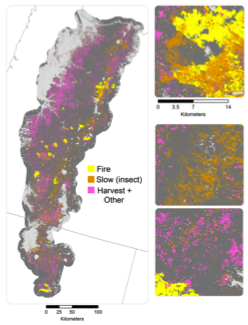 Fire
Slow (insect)
Harvest +
Other
0 25 50 100
Kilometers
0 3.5 7 14
Kilometers